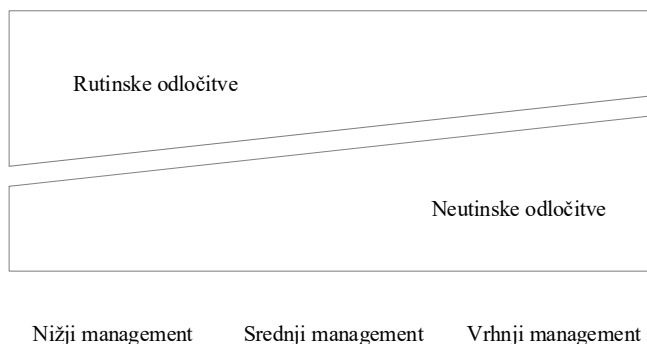 Rutinske odločitve
Neutinske odločitve
Nižji management Srednji management Vrhnji management